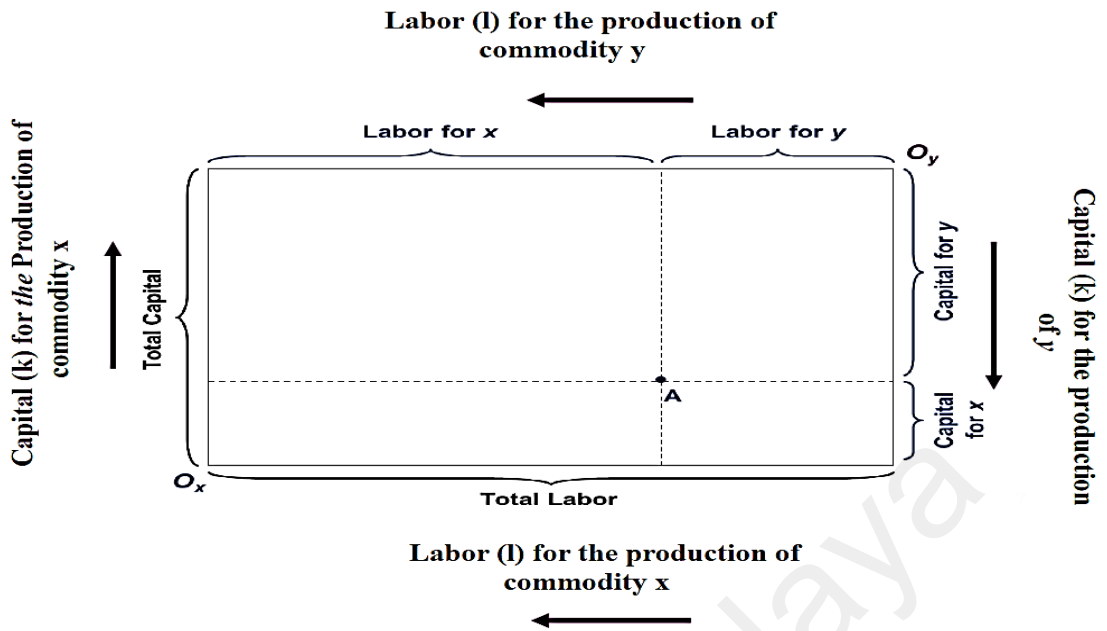 Labor (l) for the production of
commodity y
Labor for x
Labor for y
Oy
Capital (k) for the Production of
commodity x
Total Capital
Capital for y
Capital (k) for the production
of y
A
Capital
for x
Ox
Total Labor
Labor (l) for the production of
commodity x
laya